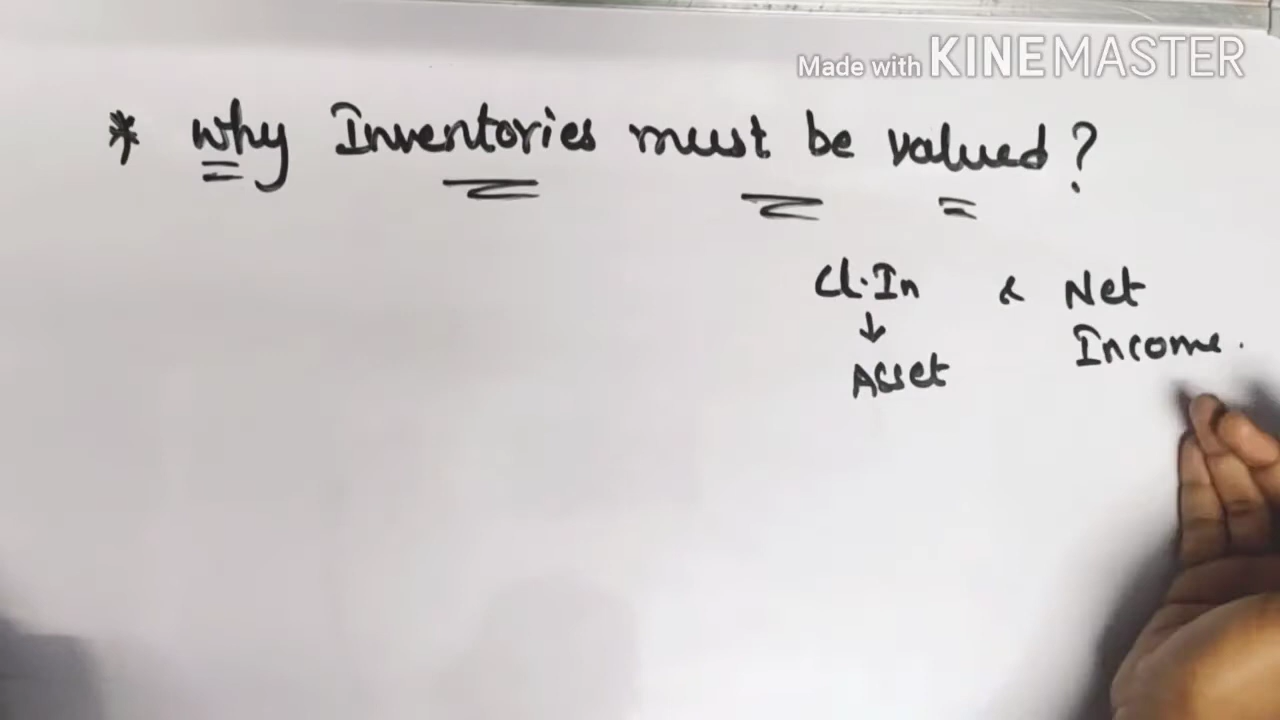 Made with KINEMASTER
* Why Inventories must be valued?
Cl.In & Net
↓ Income.
Asset